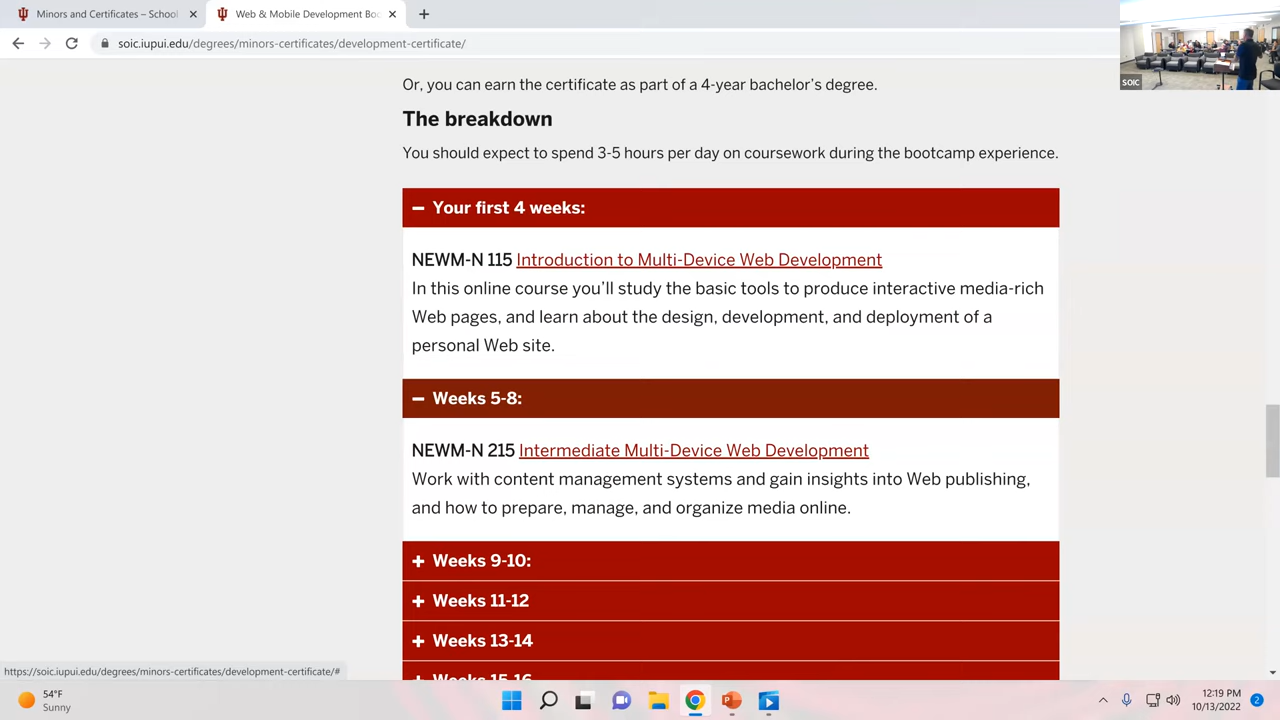 Minors and Certificates – School
Web & Mobile Development Boo
soic.iupui.edu/degrees/minors-certificates/development-certificate/
SOIC
Or, you can earn the certificate as part of a 4-year bachelor's degree.
The breakdown
You should expect to spend 3-5 hours per day on coursework during the bootcamp experience.
Your first 4 weeks:
NEWM-N 115 Introduction to Multi-Device Web Development
In this online course you'll study the basic tools to produce interactive media-rich
Web pages, and learn about the design, development, and deployment of a
personal Web site.
Weeks 5-8:
NEWM-N 215 Intermediate Multi-Device Web Development
Work with content management systems and gain insights into Web publishing,
and how to prepare, manage, and organize media online.
Weeks 9-10:
Weeks 11-12
Weeks 13-14
Weeks 15-16
https://soic.iupui.edu/degrees/minors-certificates/development-certificate/#
54°F
Sunny
12:19 PM
10/13/2022
2